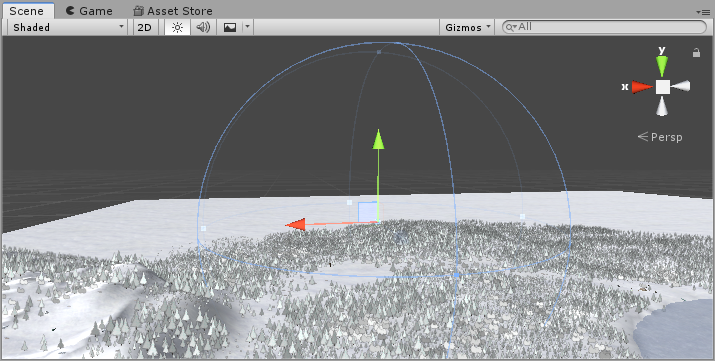 Scene Game Asset Store
Shaded 2D Gizmos All
y
x
Persp